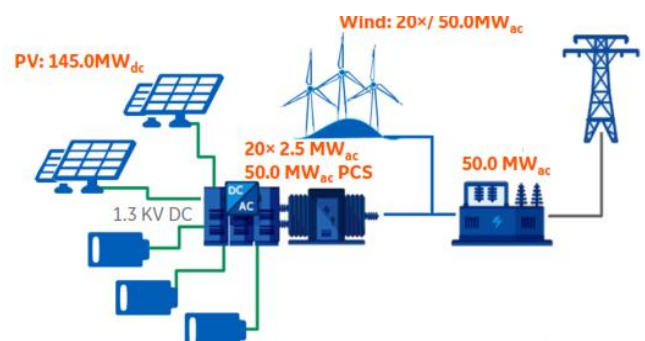 Wind: 20×/ 50.0MWac
PV: 145.0MWdc
20× 2.5 MWac
50.0 MWac PCS
50.0 MWac
DC
AC
1.3 KV DC